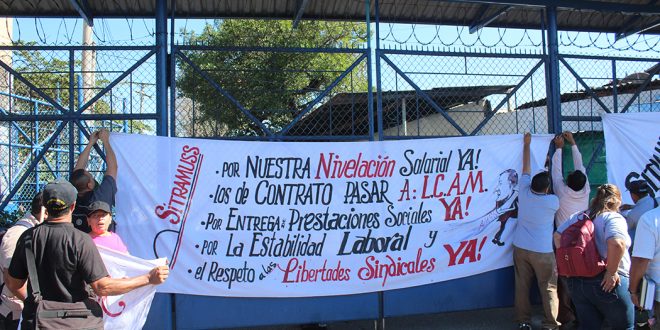 SITRAMUSS
• POR NUESTRA Nivelación Salarial YA!
• los de CONTRATO PASAR A: L.C.A.M.
• Por ENTREGA de Prestaciones Sociales YA!
• POR La Estabilidad Laboral y
• el Respeto a las Libertades Sindicales YA!